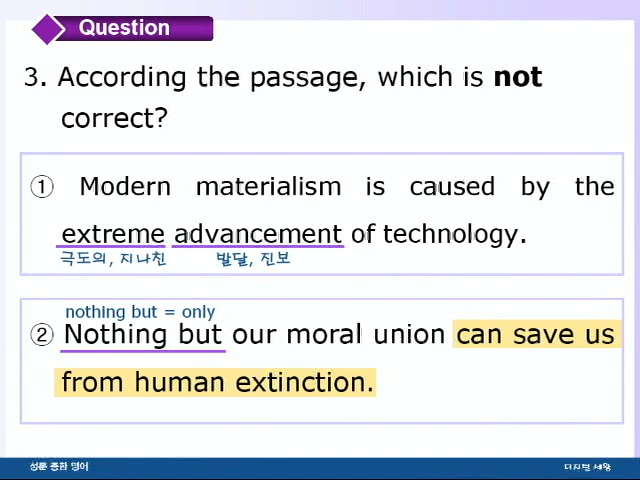 Question
3. According the passage, which is not
correct?
① Modern materialism is caused by the
extreme advancement of technology.
극도의, 지나친 발달, 진보
nothing but = only
② Nothing but our moral union can save us
from human extinction.
성문 종합 영어
디지털 세왕